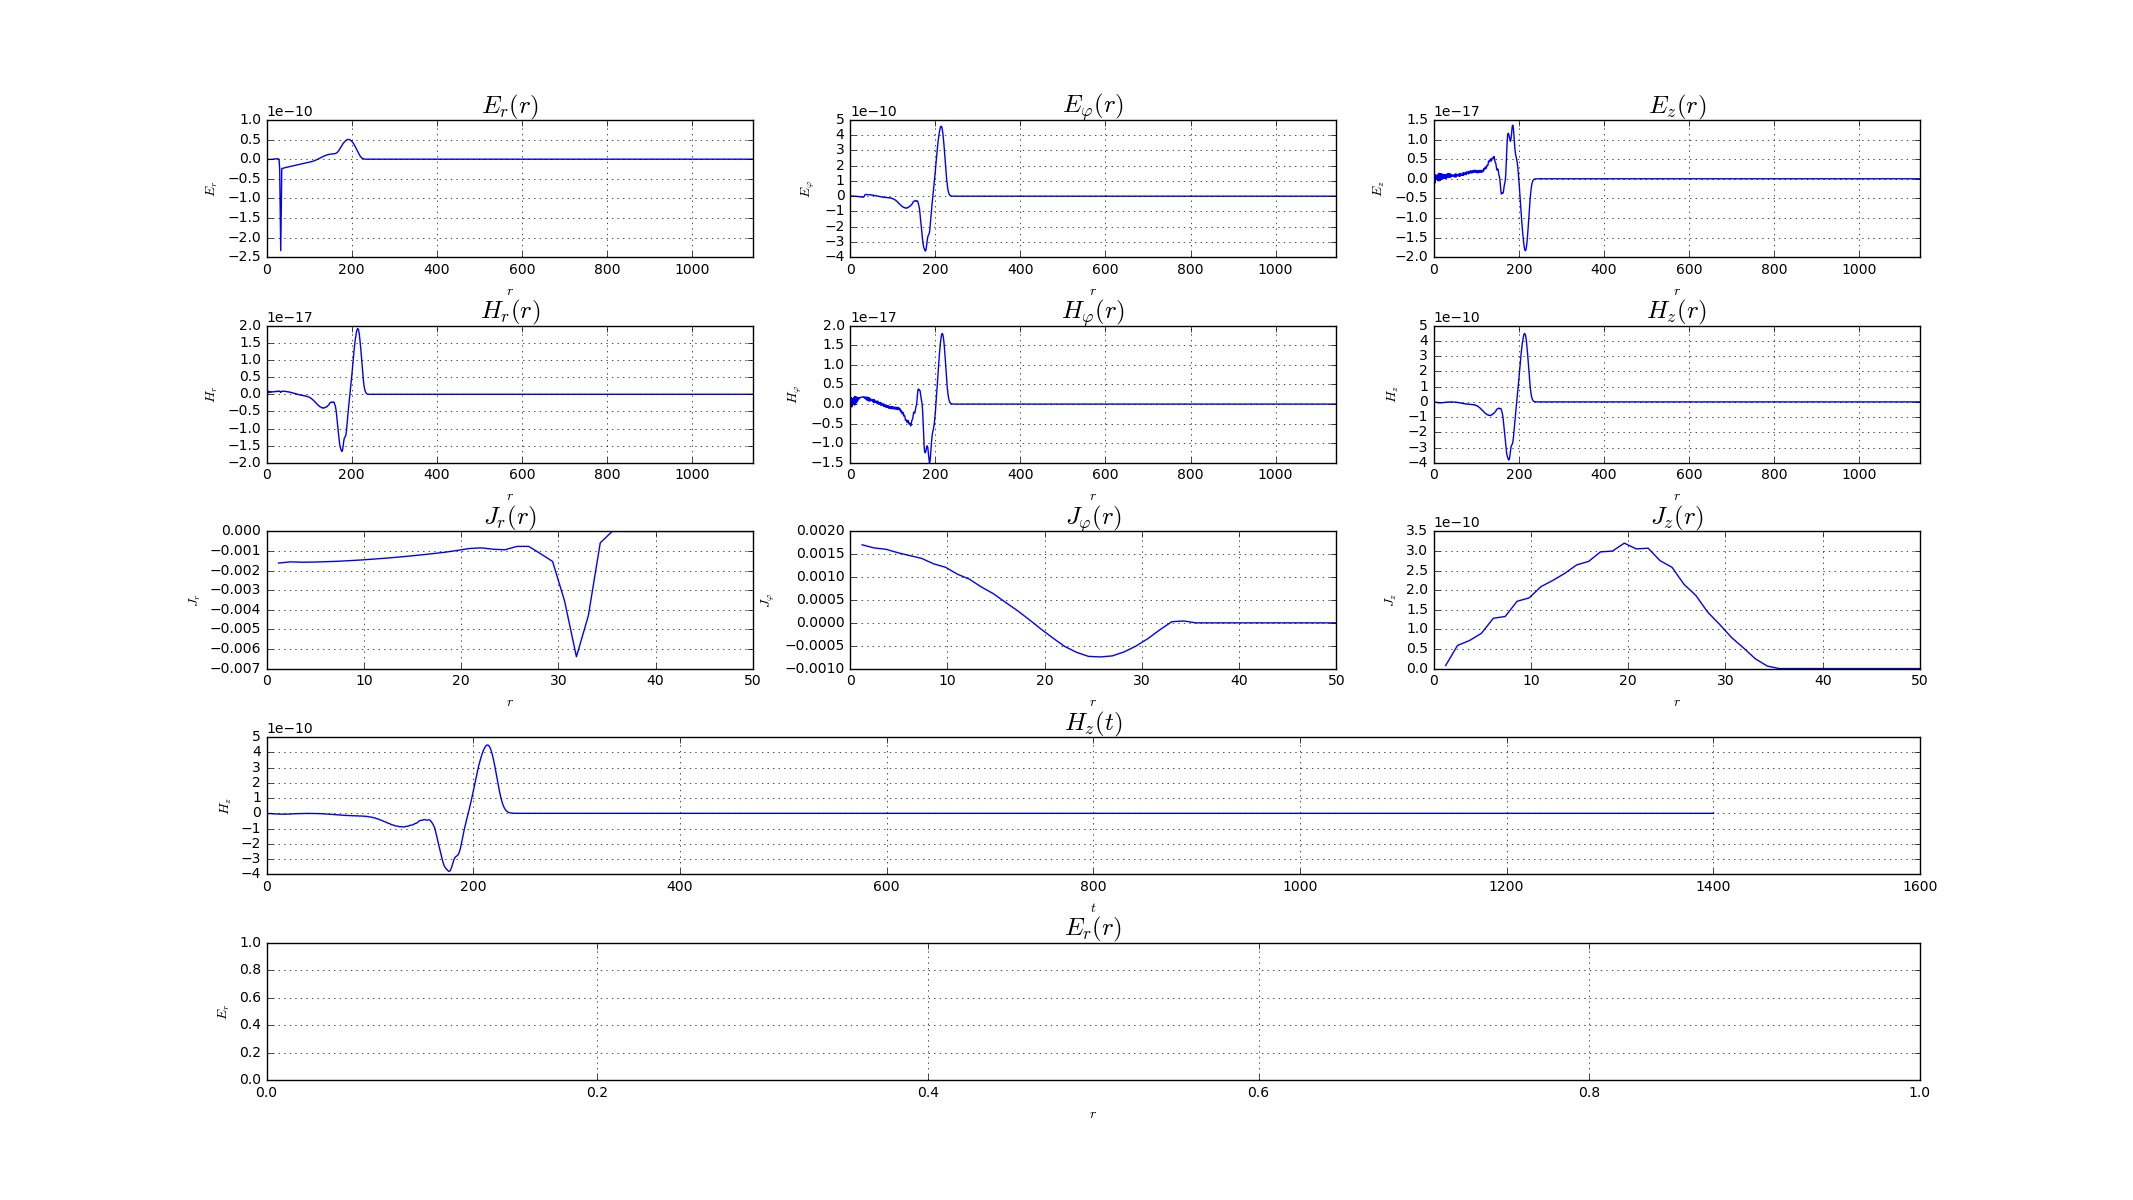 E_r(r) E_φ(r) E_z(r)
1e−10 1e−10 1e−17
E_r 1.0 0.5 0.0 −0.5 −1.0 −1.5 −2.0 −2.5
0 200 400 600 800 1000
r
E_φ 5 4 3 2 1 0 −1 −2 −3 −4
0 200 400 600 800 1000
r
E_z 1.5 1.0 0.5 0.0 −0.5 −1.0 −1.5 −2.0
0 200 400 600 800 1000
r
H_r(r) H_φ(r) H_z(r)
1e−17 1e−17 1e−10
H_r 2.0 1.5 1.0 0.5 0.0 −0.5 −1.0 −1.5 −2.0
0 200 400 600 800 1000
r
H_φ 2.0 1.5 1.0 0.5 0.0 −0.5 −1.0 −1.5
0 200 400 600 800 1000
r
H_z 5 4 3 2 1 0 −1 −2 −3 −4
0 200 400 600 800 1000
r
J_r(r) J_φ(r) J_z(r)
J_r 0.000 −0.001 −0.002 −0.003 −0.004 −0.005 −0.006 −0.007
0 10 20 30 40 50
r
J_φ 0.0020 0.0015 0.0010 0.0005 0.0000 −0.0005 −0.0010
0 10 20 30 40 50
r
1e−10
J_z 3.5 3.0 2.5 2.0 1.5 1.0 0.5 0.0
0 10 20 30 40 50
r
H_z(t)
1e−10
H_z 5 4 3 2 1 0 −1 −2 −3 −4
0 200 400 600 800 1000 1200 1400 1600
t
E_r(r)
E_r 1.0 0.8 0.6 0.4 0.2 0.0
0.0 0.2 0.4 0.6 0.8 1.0
r